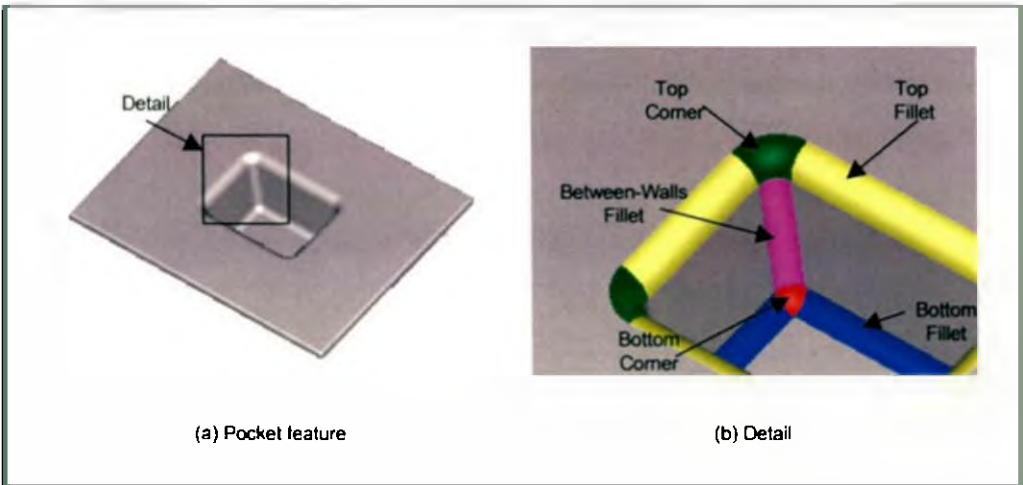 Detail
Top
Corner
Top
Fillet
Between-Walls
Fillet
Bottom
Corner
Bottom
Fillet
(a) Pocket feature
(b) Detail